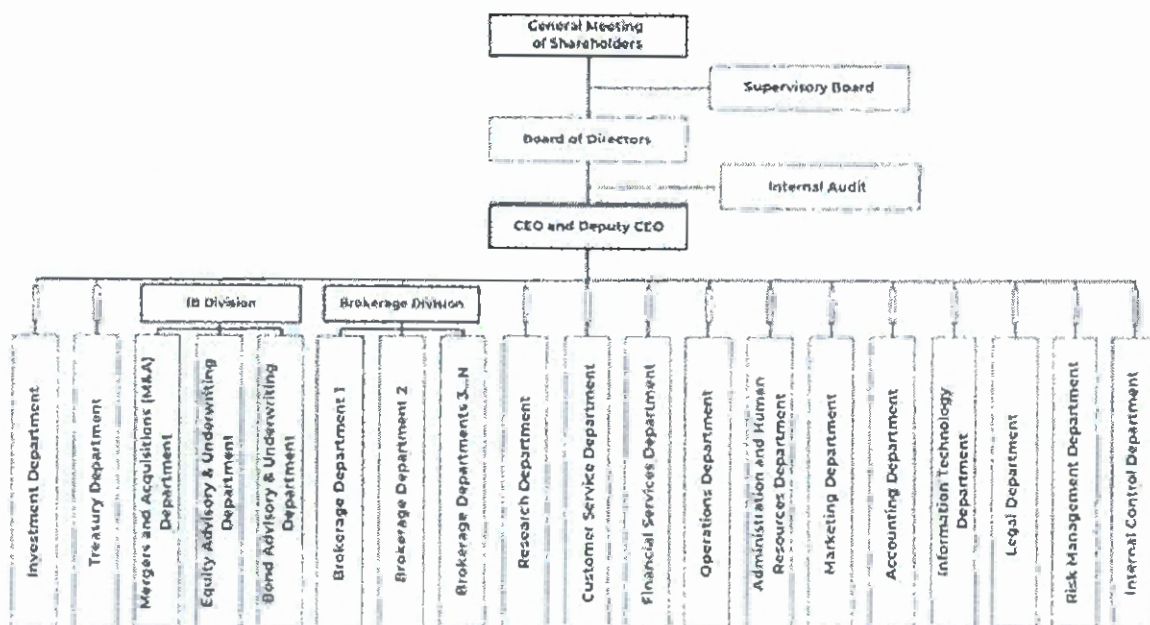 General Meeting
of Shareholders
Supervisory Board
Board of Directors
Internal Audit
CEO and Deputy CEO
IB Division
Brokerage Division
Investment Department
Treasury Department
Mergers and Acquisitions (M&A)
Department
Equity Advisory & Underwriting
Department
Bond Advisory & Underwriting
Department
Brokerage Department 1
Brokerage Department 2
Brokerage Departments 3...N
Research Department
Customer Service Department
Financial Services Department
Operations Department
Administration and Human
Resources Department
Marketing Department
Accounting Department
Information Technology
Department
Legal Department
Risk Management Department
Internal Control Department